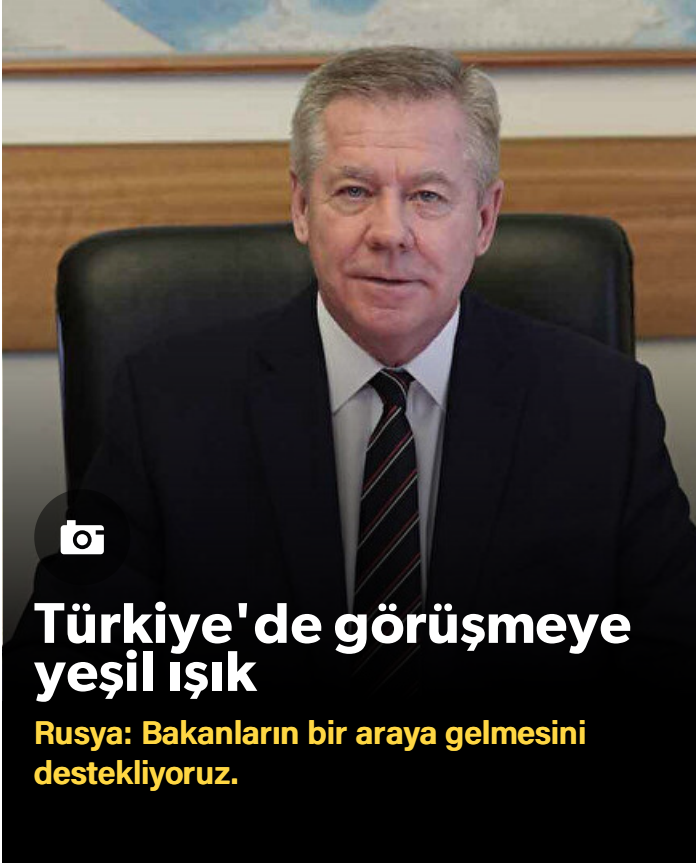 Türkiye'de görüşmeye
yeşil ışık
Rusya: Bakanların bir araya gelmesini
destekliyoruz.